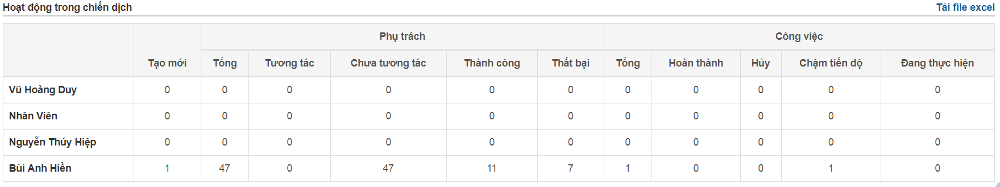 Hoạt động trong chiến dịch Tải file excel
Phụ trách Công việc
Tạo mới Tổng Tương tác Chưa tương tác Thành công Thất bại Tổng Hoàn thành Hủy Chậm tiến độ Đang thực hiện
Vũ Hoàng Duy 0 0 0 0 0 0 0 0 0 0 0
Nhân Viên 0 0 0 0 0 0 0 0 0 0 0
Nguyễn Thúy Hiệp 0 0 0 0 0 0 0 0 0 0 0
Bùi Anh Hiền 1 47 0 47 11 7 1 0 0 1 0